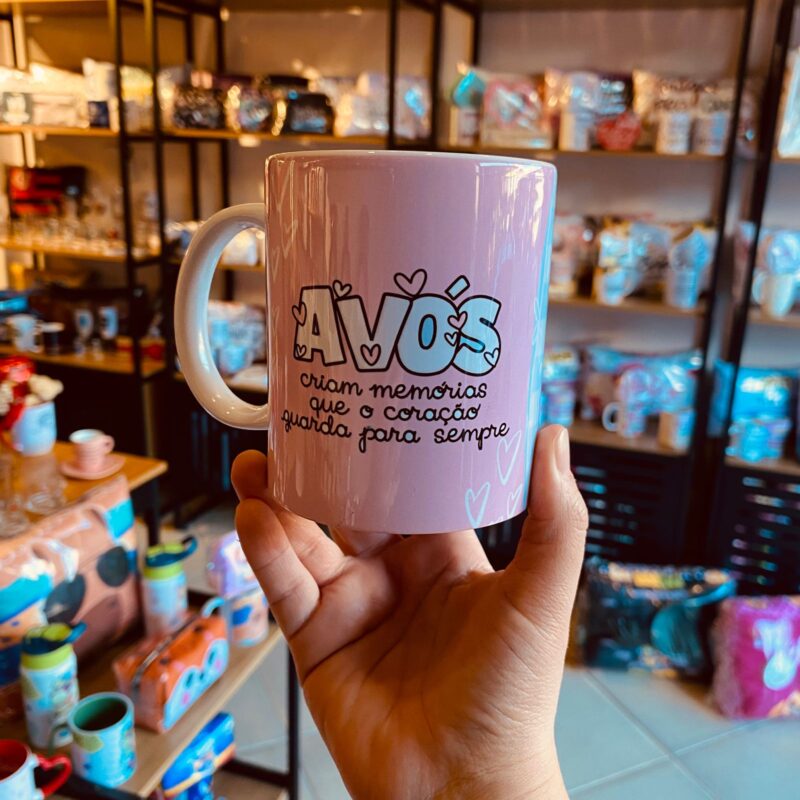 AVÓS
criam memórias
que o coração
guarda para sempre